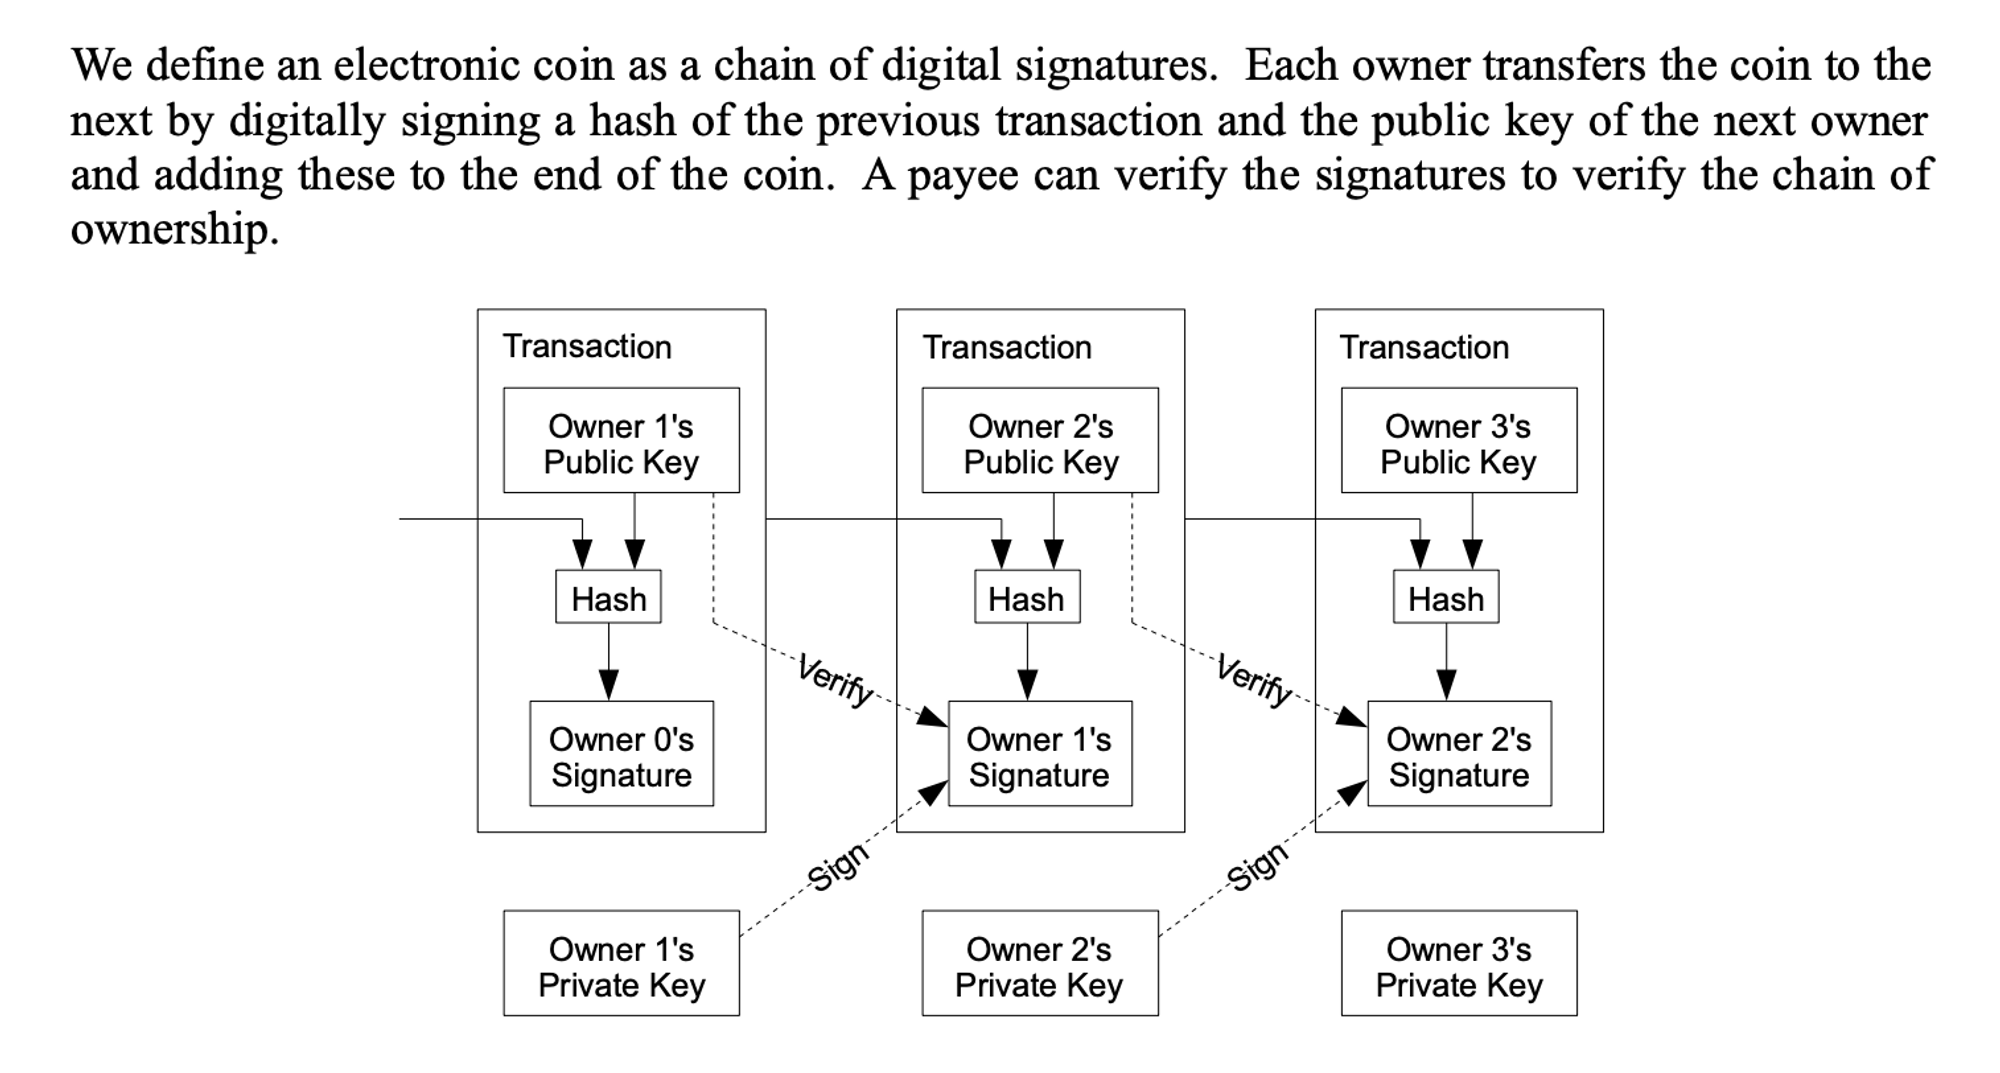 We define an electronic coin as a chain of digital signatures. Each owner transfers the coin to the
next by digitally signing a hash of the previous transaction and the public key of the next owner
and adding these to the end of the coin. A payee can verify the signatures to verify the chain of
ownership.
Transaction
Owner 1's
Public Key
Hash
Owner 0's
Signature
Transaction
Owner 2's
Public Key
Hash
Verify
Owner 1's
Signature
Transaction
Owner 3's
Public Key
Hash
Verify
Owner 2's
Signature
Sign
Sign
Owner 1's
Private Key
Owner 2's
Private Key
Owner 3's
Private Key